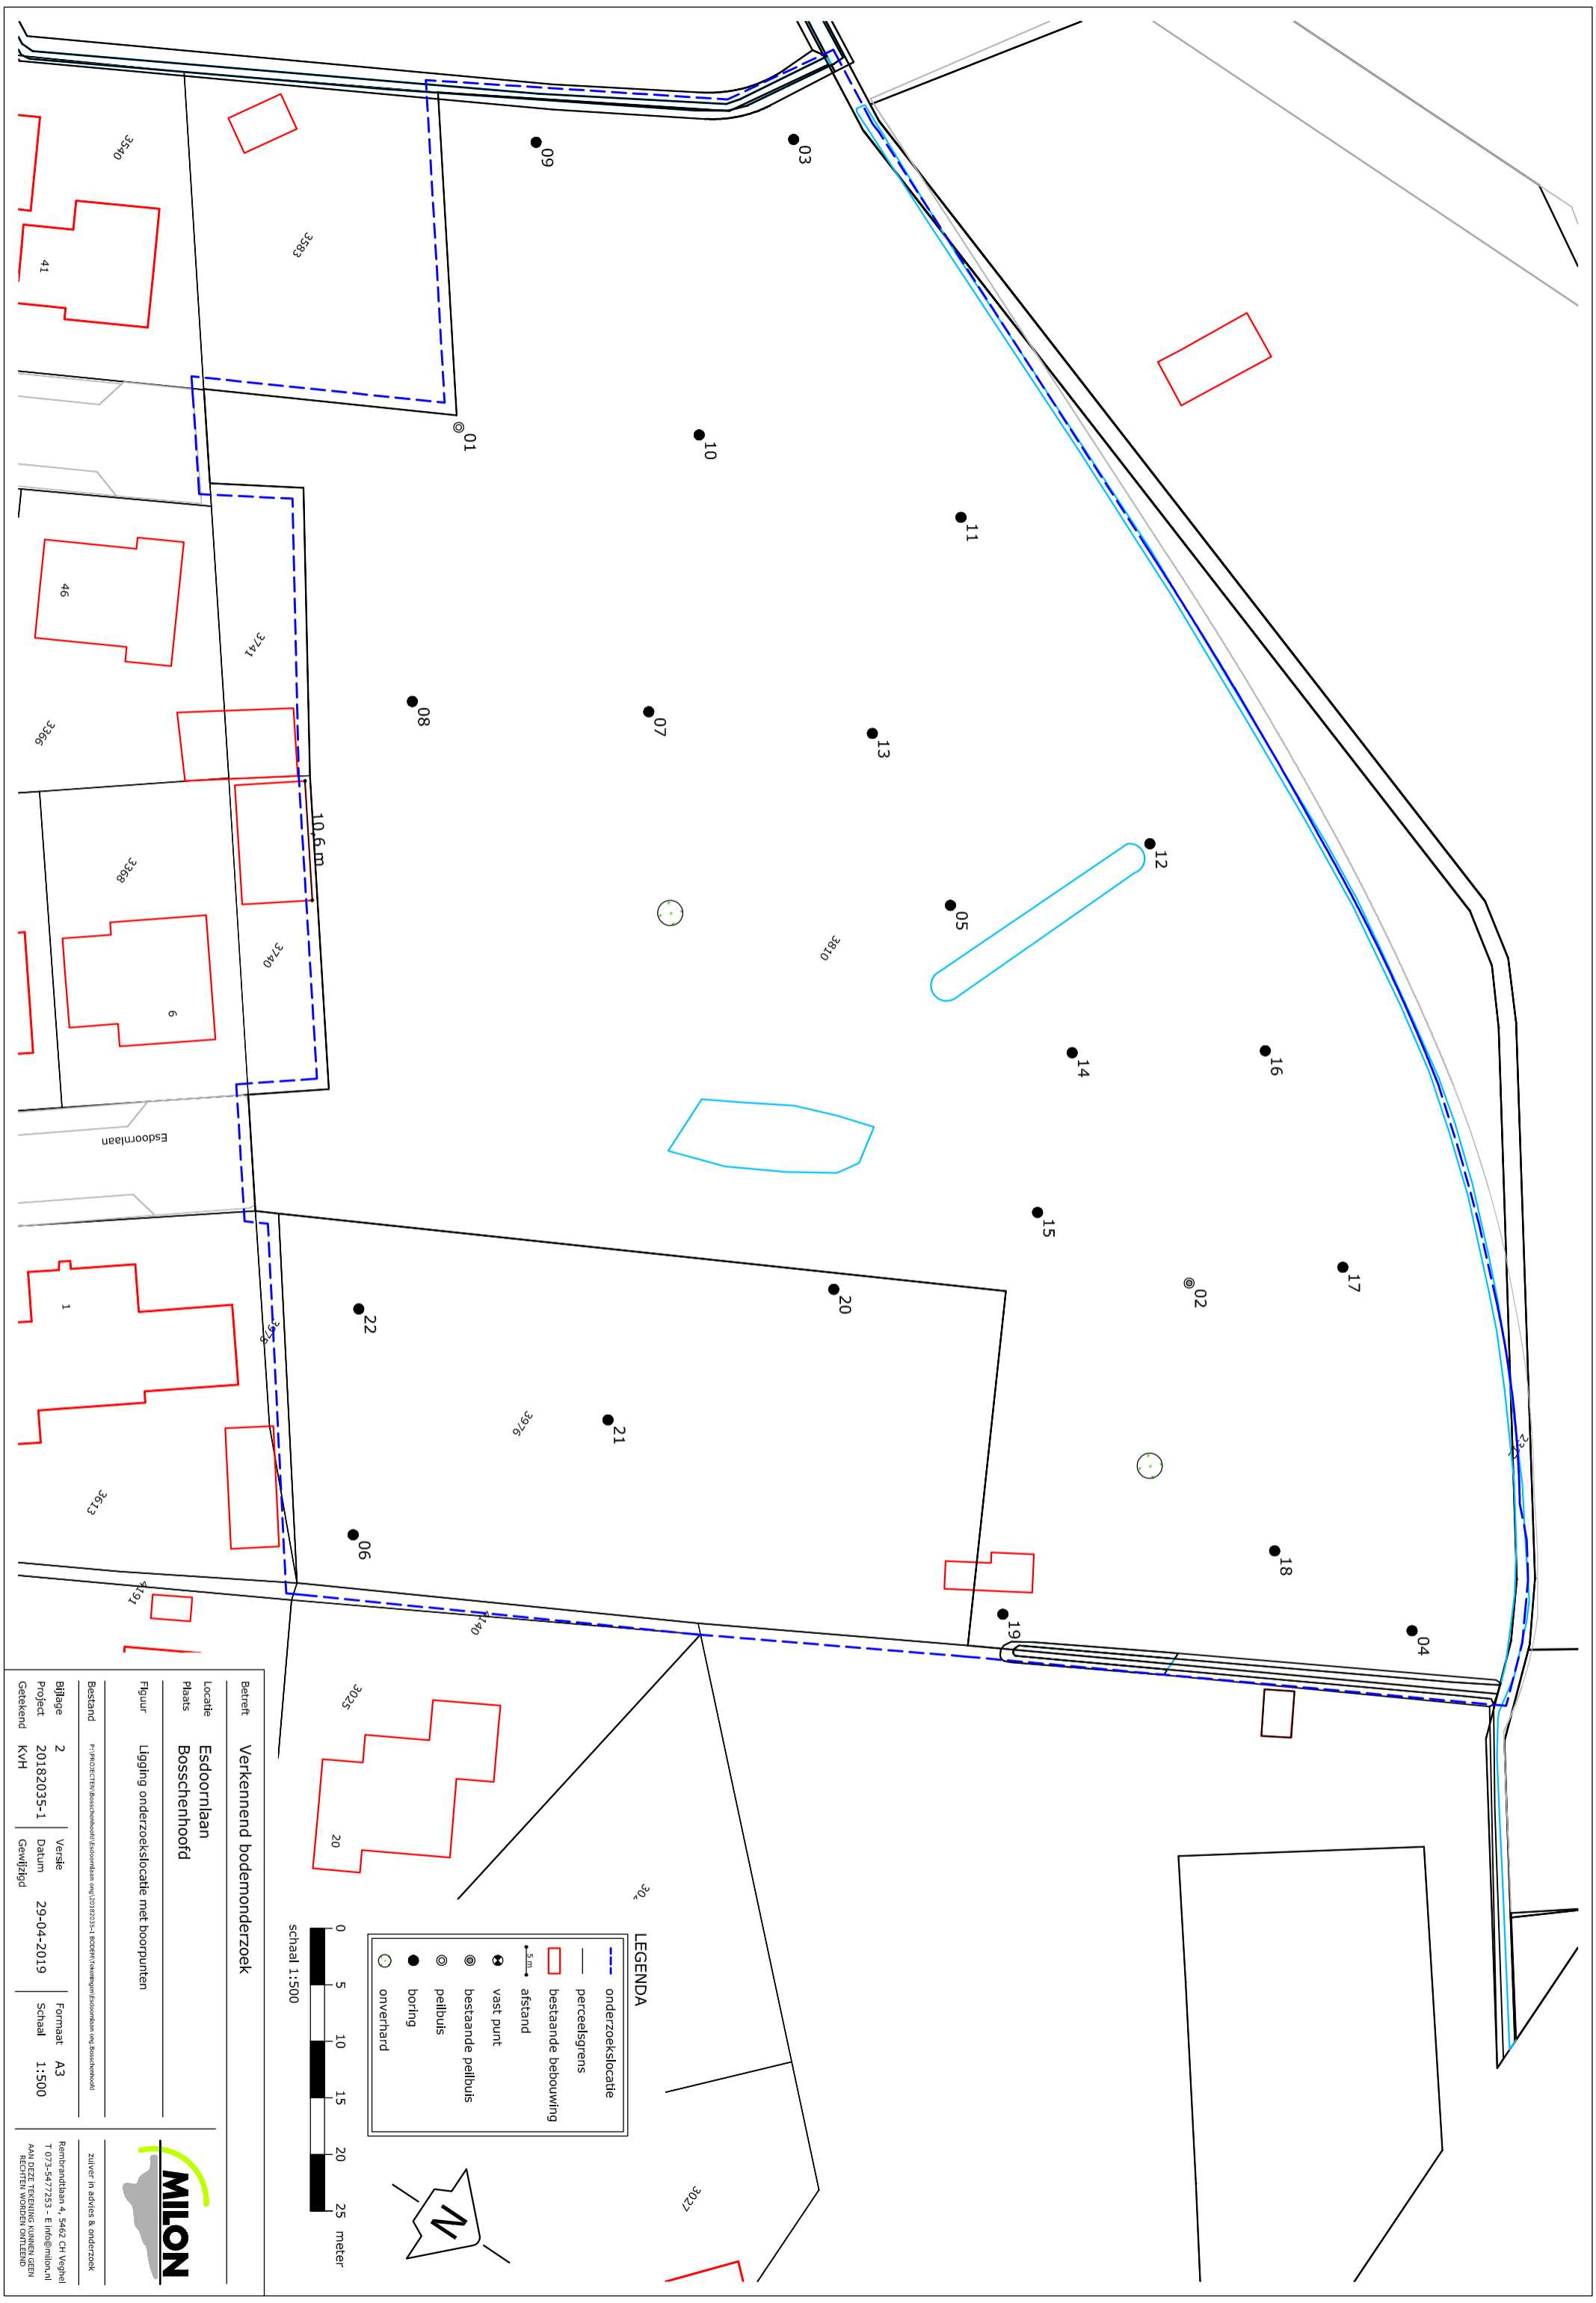 03
09
3540
3583
41
01
10
11
46
3741
08
07
13
3366
10,6 m
12
3368
05
3810
3740
6
14
16
Esdoornlaan
15
17
02
20
22
1
3976
21
3613
06
18
19
04
4191
4140
3025
20
3027
LEGENDA
onderzoekslocatie
perceelsgrens
bestaande bebouwing
5 m
afstand
vast punt
bestaande peilbuis
peilbuis
boring
onverhard
0 5 10 15 20 25 meter
schaal 1:500
N
Betreft Verkennend bodemonderzoek
Locatie Esdoornlaan
Plaats Bosschenhoofd
Figuur Ligging onderzoekslocatie met boorpunten
Bestand
Bijlage 2 Versie Formaat A3
Project 20182035-1 Datum 29-04-2019 Schaal 1:500
Getekend KvH Gewijzigd
MILON
zuiver in advies & onderzoek
Rembrandtlaan 4, 5462 CH Veghel
T 073-5477253 - E info@milon.nl
AAN DEZE TEKENING KUNNEN GEEN
RECHTEN WORDEN ONTLEEND